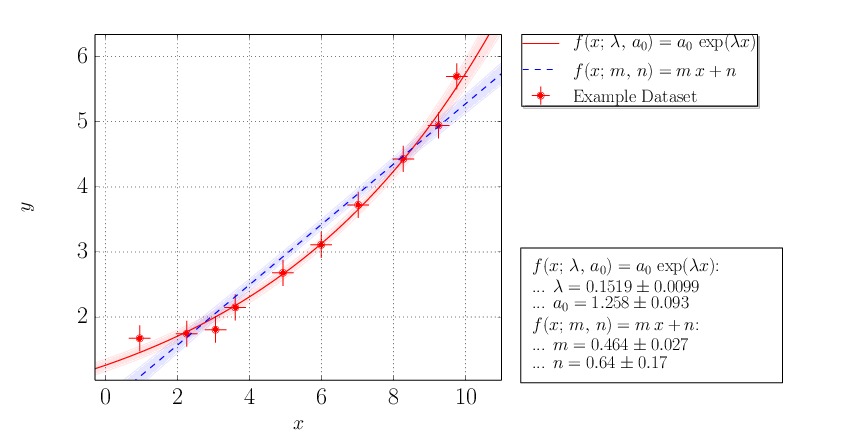 6
5
4
3
2
y
0 2 4 6 8 10
x
f(x; λ, a₀) = a₀ exp(λx)
f(x; m, n) = m x + n
Example Dataset
f(x; λ, a₀) = a₀ exp(λx):
... λ = 0.1519 ± 0.0099
... a₀ = 1.258 ± 0.093
f(x; m, n) = m x + n:
... m = 0.464 ± 0.027
... n = 0.64 ± 0.17